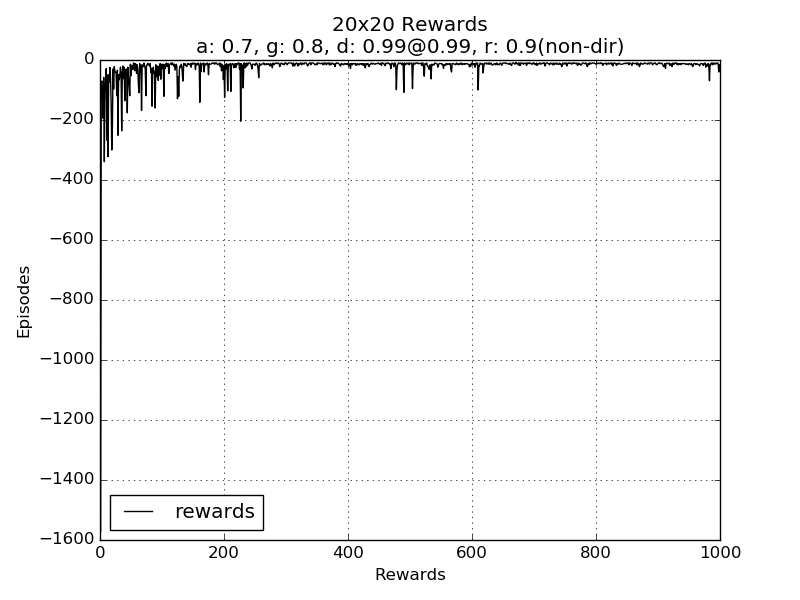 20x20 Rewards
a: 0.7, g: 0.8, d: 0.99@0.99, r: 0.9(non-dir)
0
−200
−400
−600
−800
−1000
−1200
−1400
−1600
Episodes
rewards
0 200 400 600 800 1000
Rewards